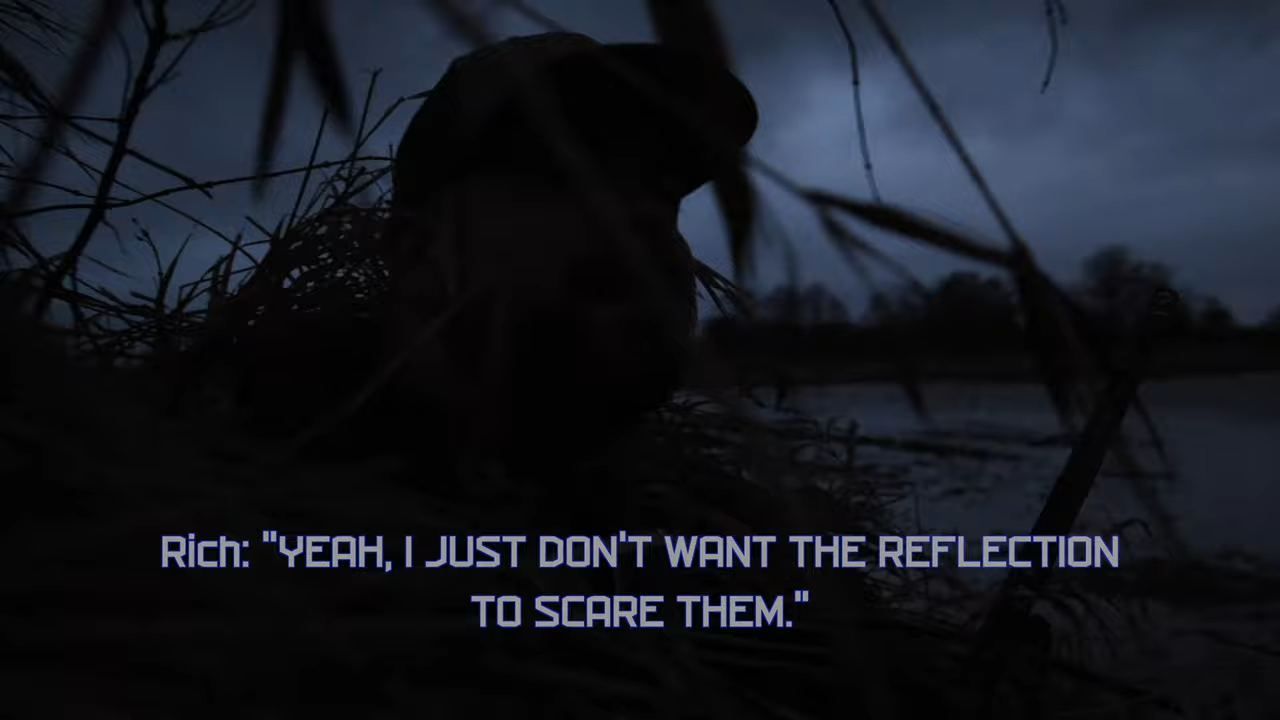 Rich: "YEAH, I JUST DON'T WANT THE REFLECTION
TO SCARE THEM."